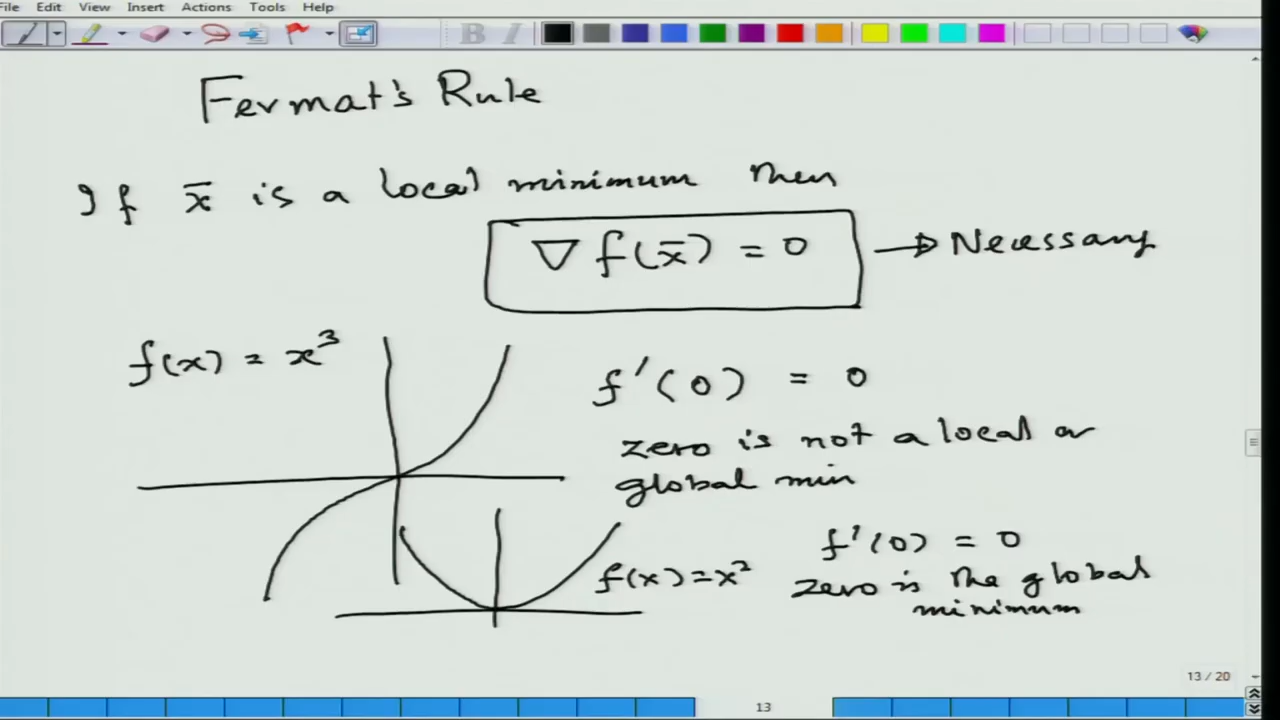 File Edit View Insert Actions Tools Help
Fermat's Rule
If x̄ is a local minimum then
∇ f(x̄) = 0 → Necessary
f(x) = x³
f'(0) = 0
zero is not a local or
global min
f(x) = x²
f'(0) = 0
zero is the global
minimum
13 / 20
13